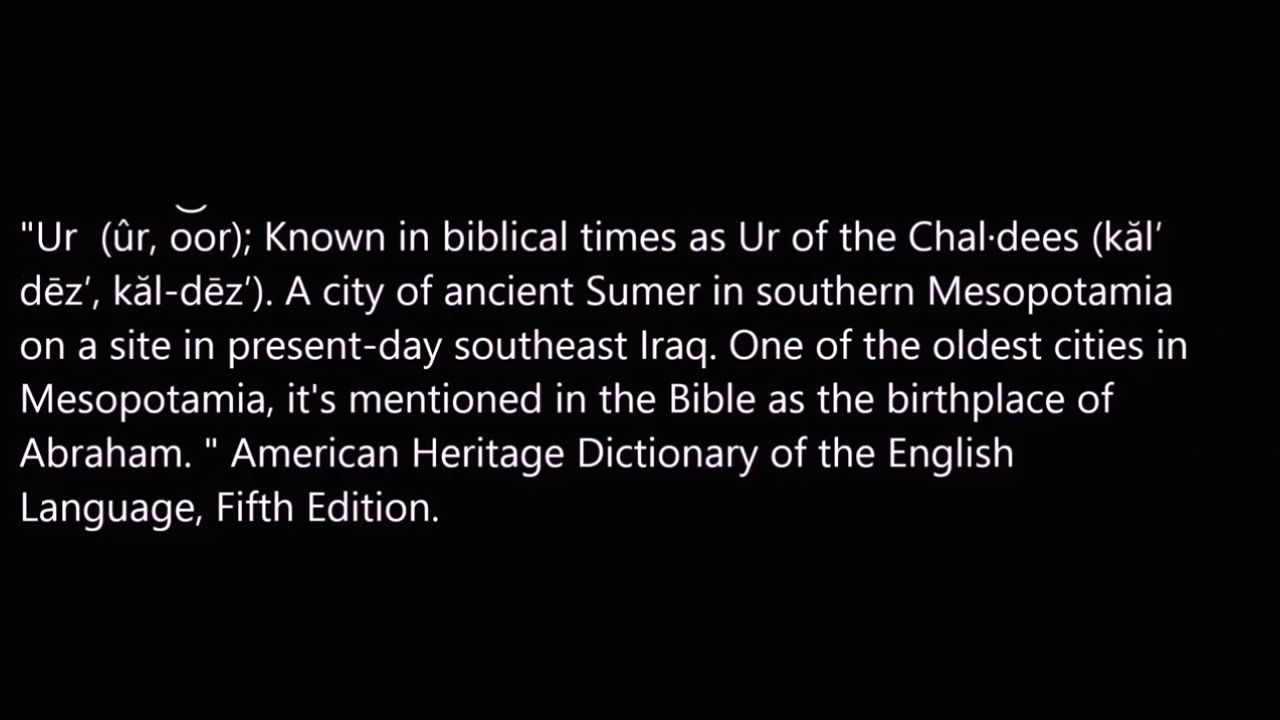 "Ur  (ûr, o͝or); Known in biblical times as Ur of the Chal·dees (kăl′
dēz′, kăl-dēz′). A city of ancient Sumer in southern Mesopotamia
on a site in present-day southeast Iraq. One of the oldest cities in
Mesopotamia, it's mentioned in the Bible as the birthplace of
Abraham. " American Heritage Dictionary of the English
Language, Fifth Edition.